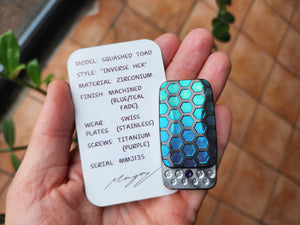 MODEL: SQUASHED TOAD
STYLE: "INVERSE HEX"
MATERIAL: ZIRCONIUM
FINISH: MACHINED
(BLUE/TEAL
FADE)
WEAR : SWISS
PLATES (STAINLESS)
SCREWS: TITANIUM
(PURPLE)
SERIAL: MMJT35